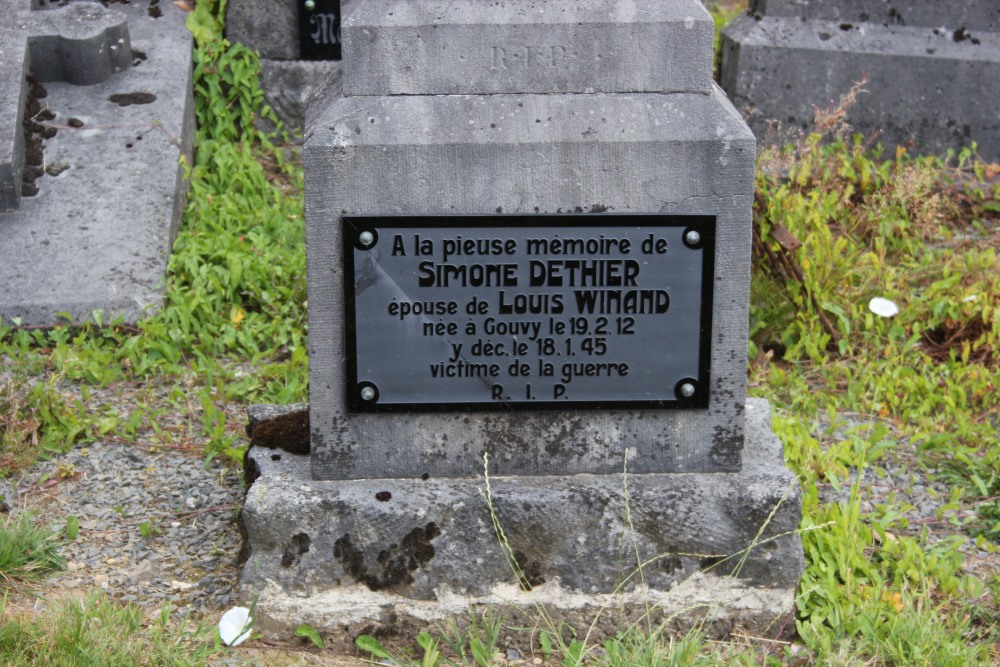 R·I·P
A la pieuse mémoire de
SIMONE DETHIER
épouse de LOUIS WINAND
née à Gouvy le 19.2.12
y déc. le 18.1.45
victime de la guerre
R. I. P.